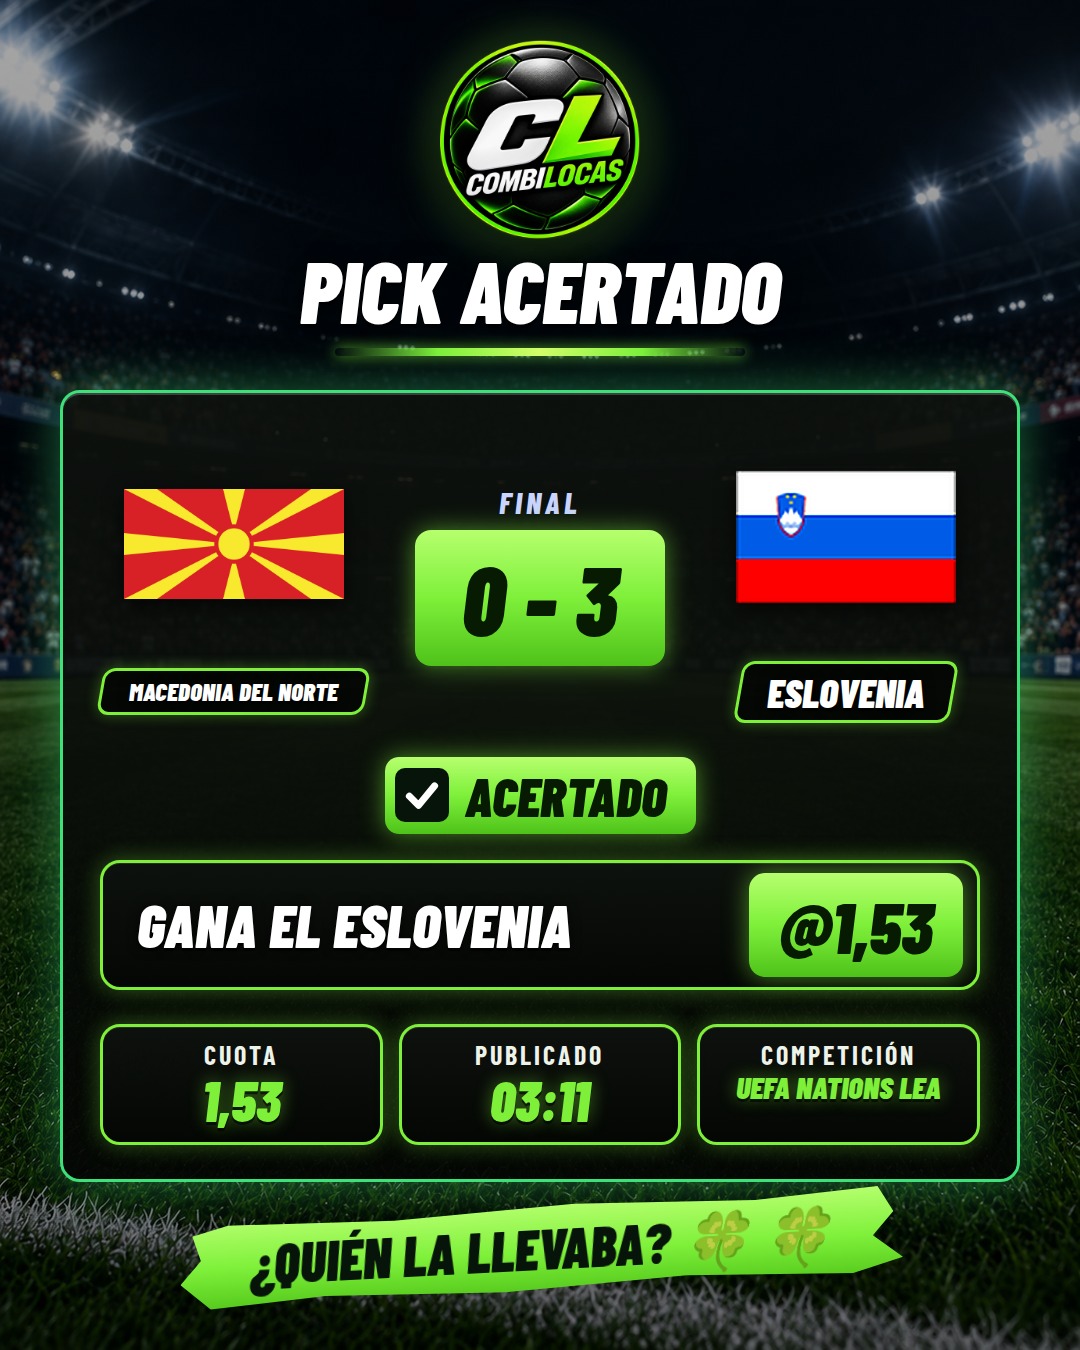 CL
COMBILOCAS
PICK ACERTADO
FINAL
0 - 3
MACEDONIA DEL NORTE
ESLOVENIA
ACERTADO
GANA EL ESLOVENIA
@1,53
CUOTA
1,53
PUBLICADO
03:11
COMPETICIÓN
UEFA NATIONS LEA
¿QUIÉN LA LLEVABA? 🍀 🍀